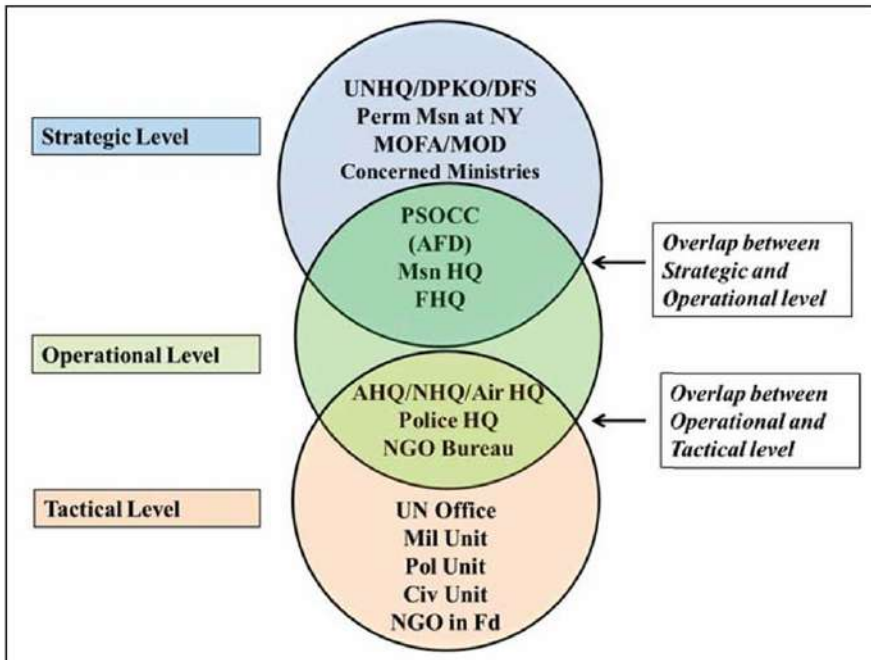 UNHQ/DPKO/DFS
Perm Msn at NY
MOFA/MOD
Concerned Ministries
Strategic Level
PSOCC
(AFD)
Msn HQ
FHQ
Overlap between
Strategic and
Operational level
Operational Level
AHQ/NHQ/Air HQ
Police HQ
NGO Bureau
Overlap between
Operational and
Tactical level
Tactical Level
UN Office
Mil Unit
Pol Unit
Civ Unit
NGO in Fd